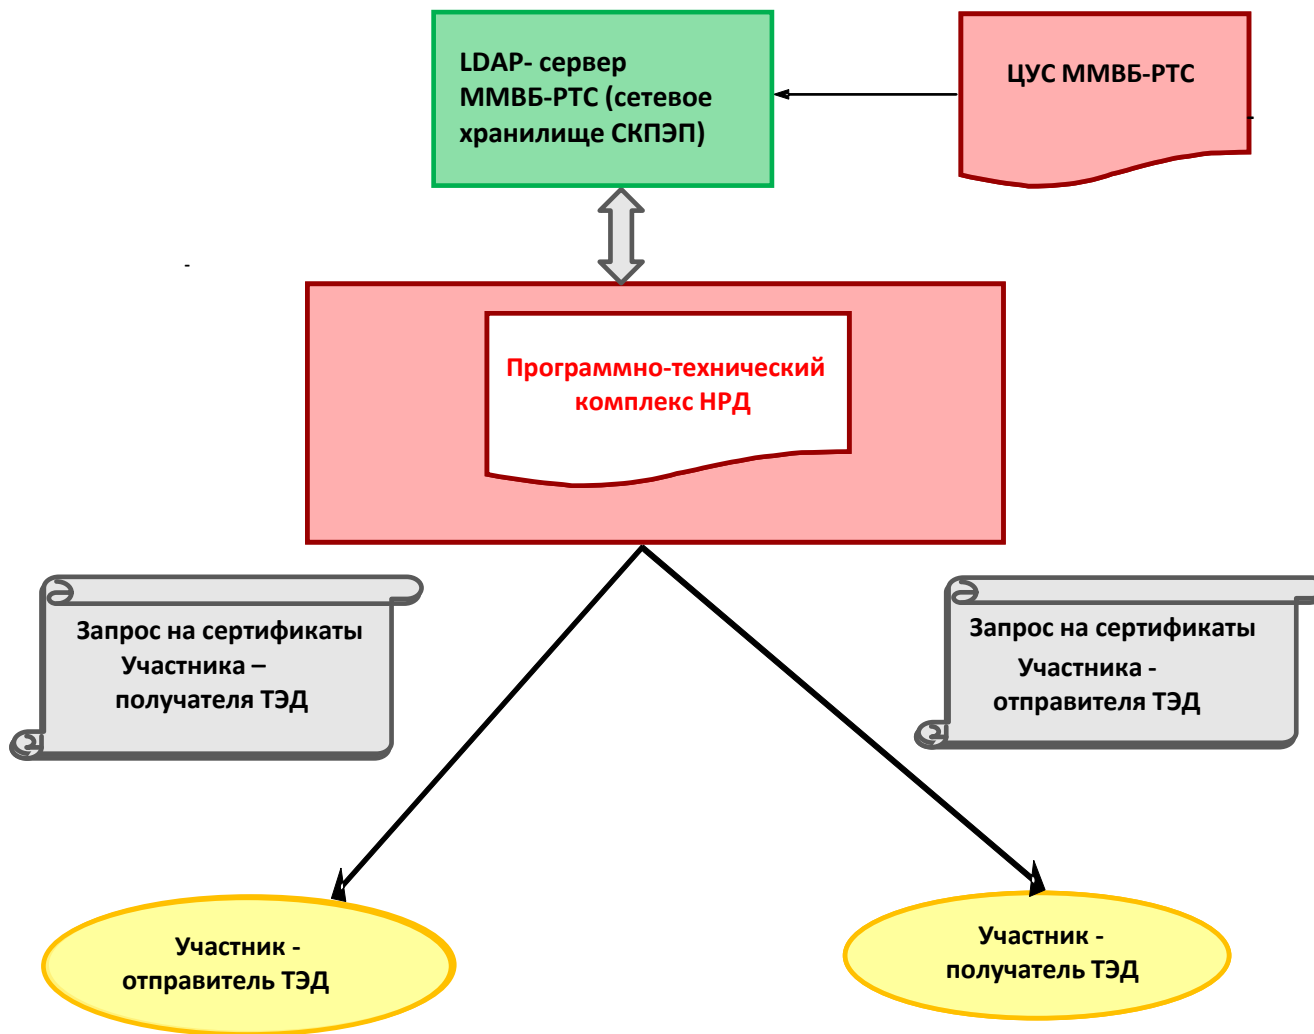 LDAP- сервер
ММВБ-РТС (сетевое
хранилище СКПЭП)
ЦУС ММВБ-РТС
-
-
Программно-технический
комплекс НРД
Запрос на сертификаты
Участника –
получателя ТЭД
Запрос на сертификаты
Участника -
отправителя ТЭД
Участник -
отправитель ТЭД
Участник -
получатель ТЭД